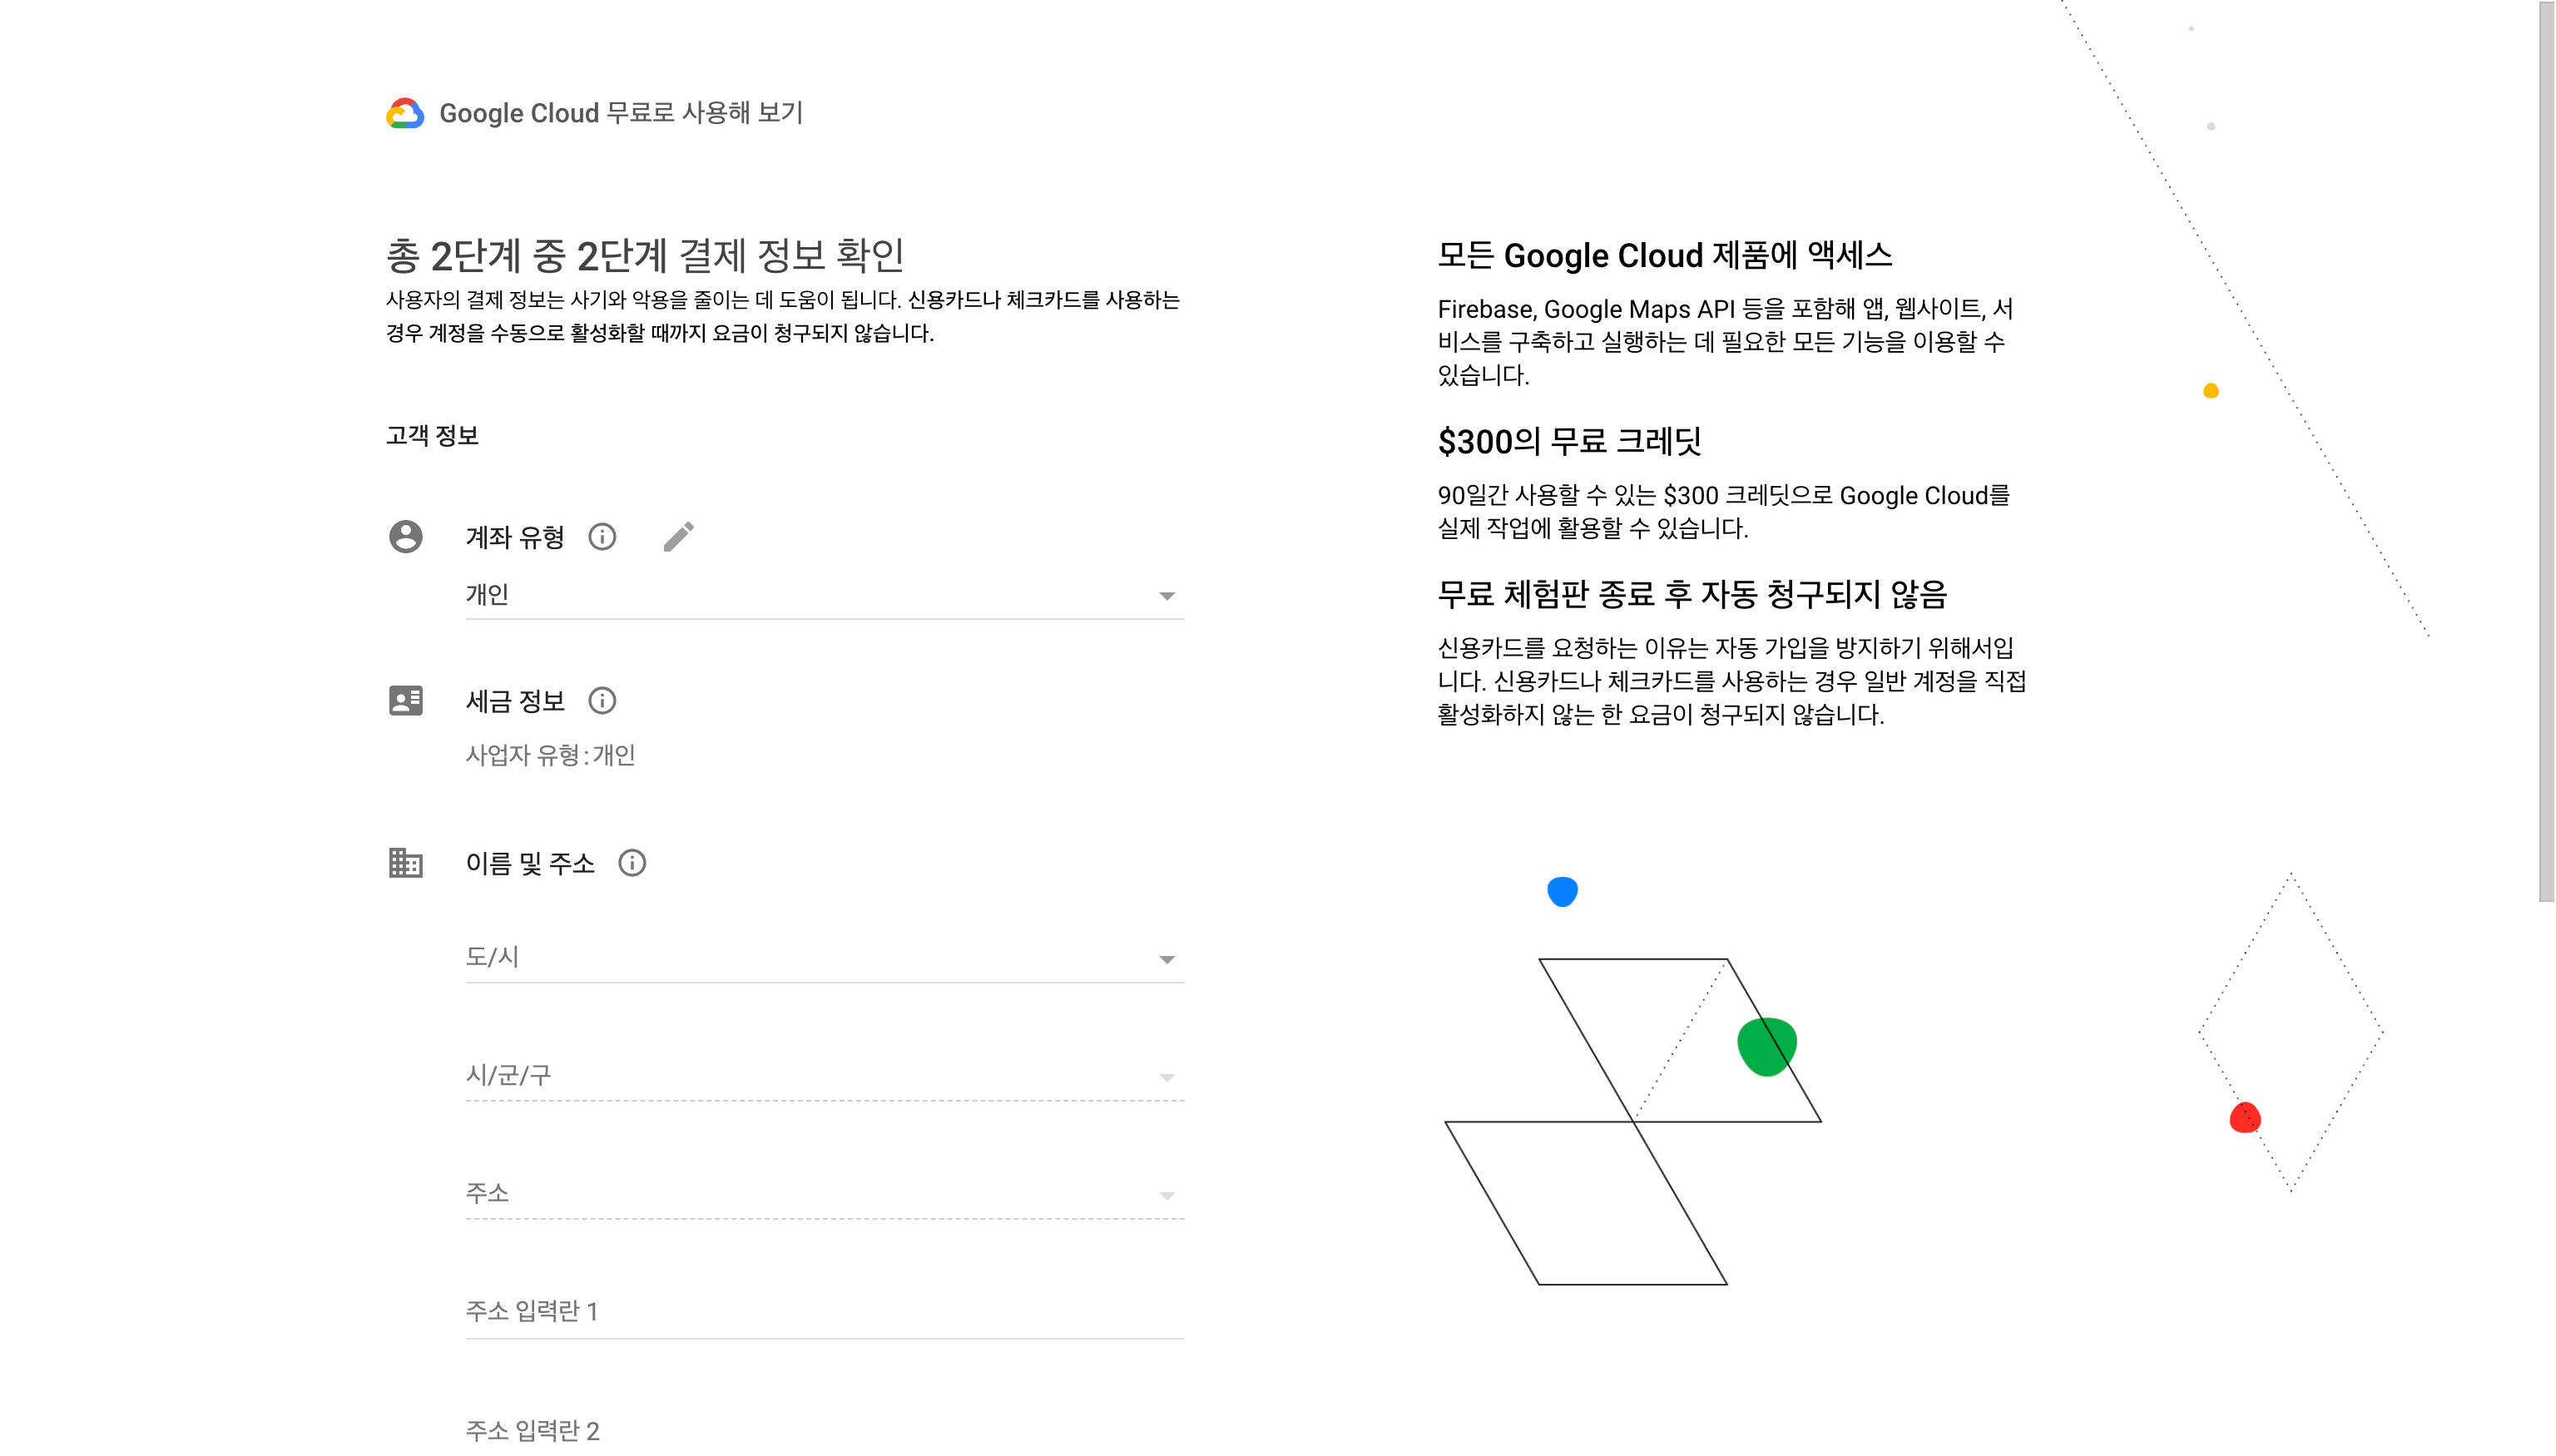 Google Cloud 무료로 사용해 보기
총 2단계 중 2단계 결제 정보 확인
사용자의 결제 정보는 사기와 악용을 줄이는 데 도움이 됩니다. 신용카드나 체크카드를 사용하는
경우 계정을 수동으로 활성화할 때까지 요금이 청구되지 않습니다.
고객 정보
계좌 유형
개인
세금 정보
사업자 유형: 개인
이름 및 주소
도/시
시/군/구
주소
주소 입력란 1
주소 입력란 2
모든 Google Cloud 제품에 액세스
Firebase, Google Maps API 등을 포함해 앱, 웹사이트, 서
비스를 구축하고 실행하는 데 필요한 모든 기능을 이용할 수
있습니다.
$300의 무료 크레딧
90일간 사용할 수 있는 $300 크레딧으로 Google Cloud를
실제 작업에 활용할 수 있습니다.
무료 체험판 종료 후 자동 청구되지 않음
신용카드를 요청하는 이유는 자동 가입을 방지하기 위해서입
니다. 신용카드나 체크카드를 사용하는 경우 일반 계정을 직접
활성화하지 않는 한 요금이 청구되지 않습니다.